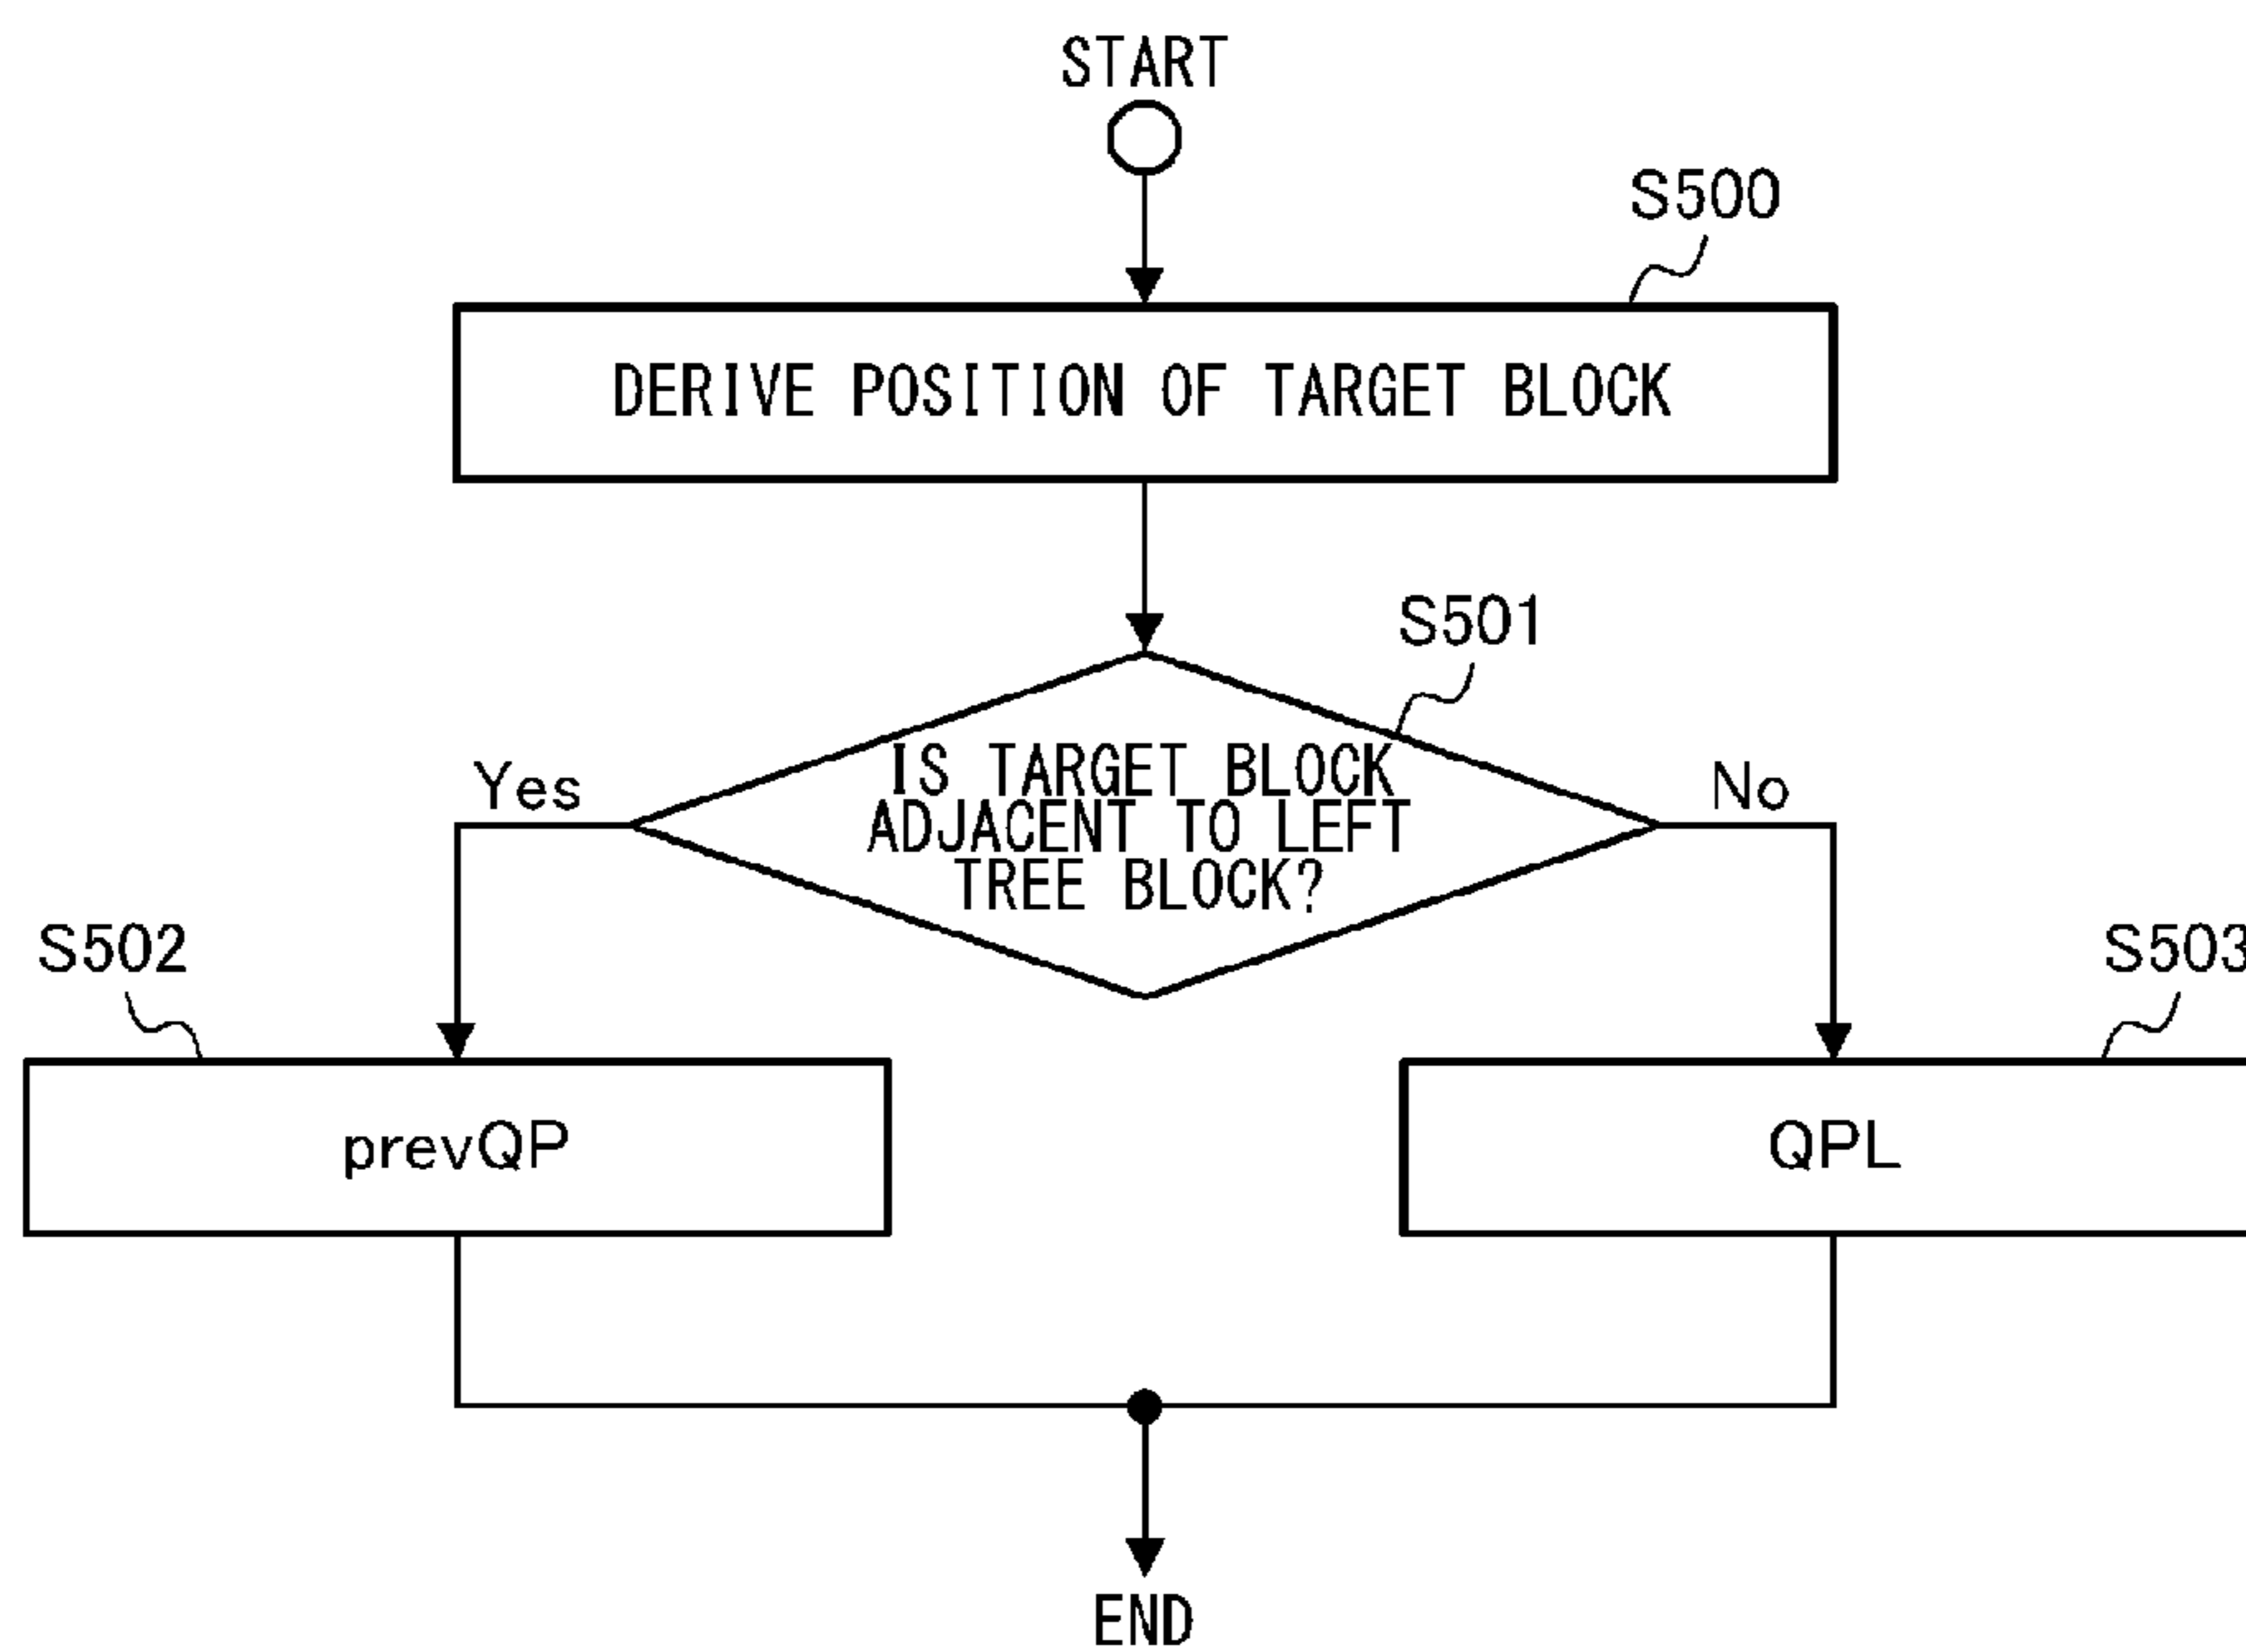 START
S500
DERIVE POSITION OF TARGET BLOCK
S501
IS TARGET BLOCK
ADJACENT TO LEFT
TREE BLOCK?
Yes
No
S502
S503
prevQP
QPL
END